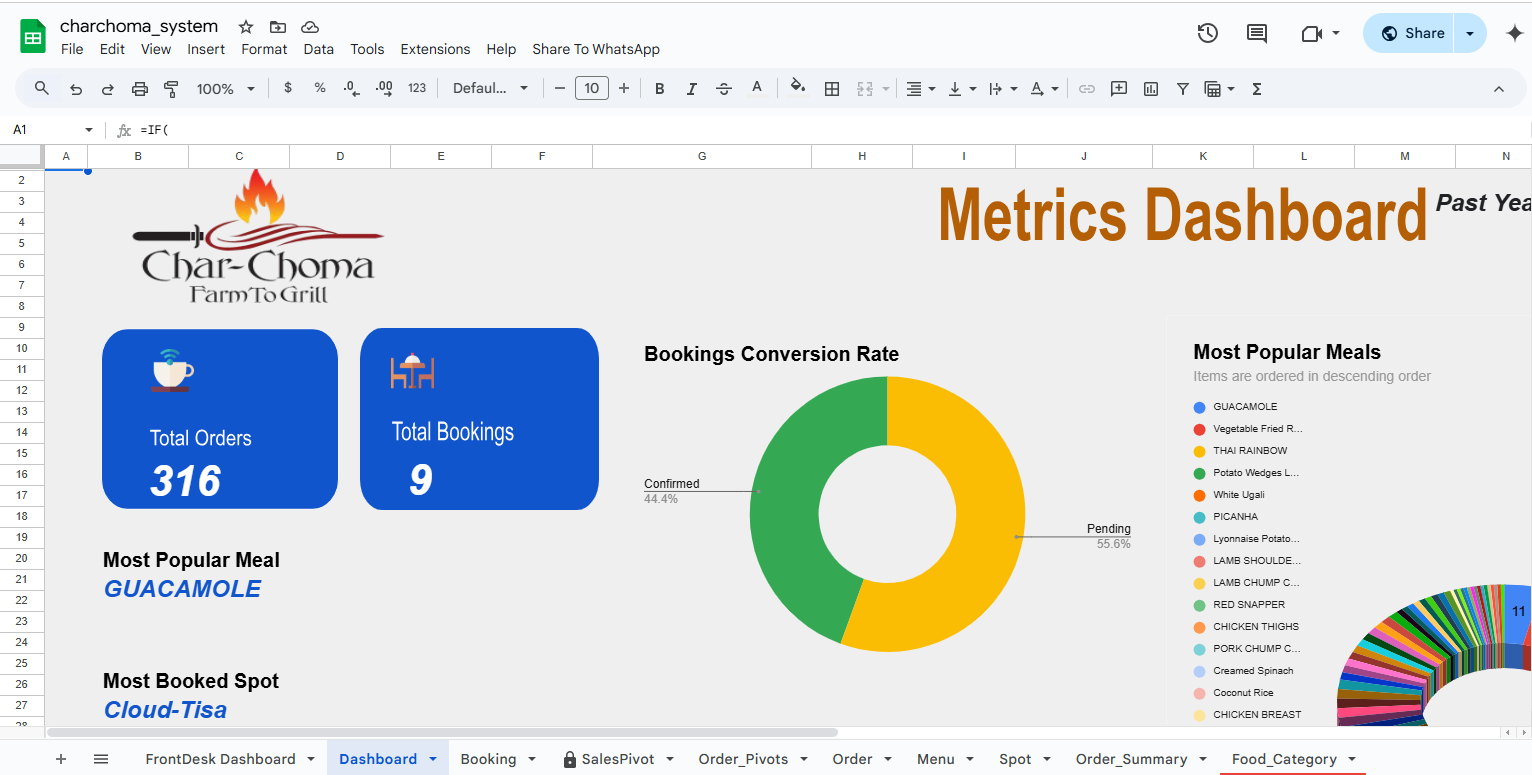 charchoma_system
File Edit View Insert Format Data Tools Extensions Help Share To WhatsApp
Share
100% $ % .0 .00 123 Defaul... 10 B I A
A1 fx =IF(
A B C D E F G H I J K L M N
2
3
4
5
6
7
8
9
10
11
12
13
14
15
16
17
18
19
20
21
22
23
24
25
26
27
28
Char-Choma
Farm To Grill
Metrics Dashboard
Past Yea
Total Orders
316
Total Bookings
9
Most Popular Meal
GUACAMOLE
Most Booked Spot
Cloud-Tisa
Bookings Conversion Rate
Confirmed
44.4%
Pending
55.6%
Most Popular Meals
Items are ordered in descending order
GUACAMOLE
Vegetable Fried R...
THAI RAINBOW
Potato Wedges L...
White Ugali
PICANHA
Lyonnaise Potato...
LAMB SHOULDE...
LAMB CHUMP C...
RED SNAPPER
CHICKEN THIGHS
PORK CHUMP C...
Creamed Spinach
Coconut Rice
CHICKEN BREAST
11
FrontDesk Dashboard Dashboard Booking SalesPivot Order_Pivots Order Menu Spot Order_Summary Food_Category